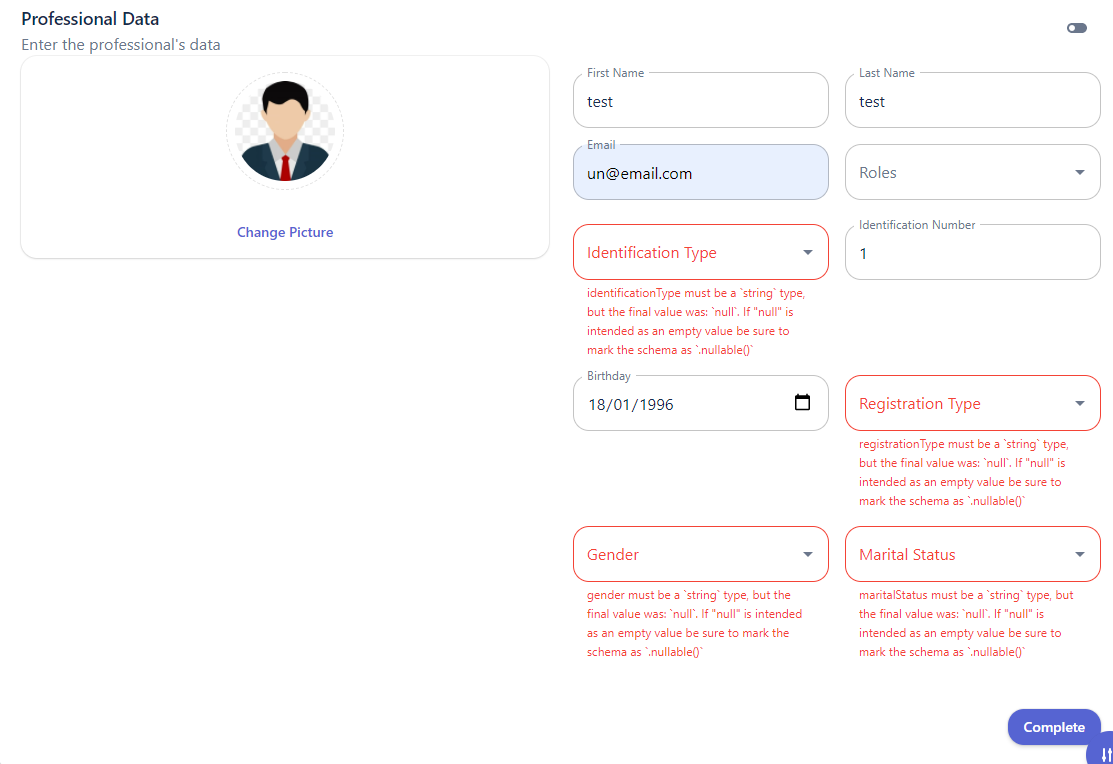 Professional Data
Enter the professional's data
Change Picture
First Name
test
Last Name
test
Email
un@email.com
Roles
Identification Type
identificationType must be a `string` type,
but the final value was: `null`. If "null" is
intended as an empty value be sure to
mark the schema as `.nullable()`
Identification Number
1
Birthday
18/01/1996
Registration Type
registrationType must be a `string` type,
but the final value was: `null`. If "null" is
intended as an empty value be sure to
mark the schema as `.nullable()`
Gender
gender must be a `string` type, but the
final value was: `null`. If "null" is intended
as an empty value be sure to mark the
schema as `.nullable()`
Marital Status
maritalStatus must be a `string` type, but
the final value was: `null`. If "null" is
intended as an empty value be sure to
mark the schema as `.nullable()`
Complete